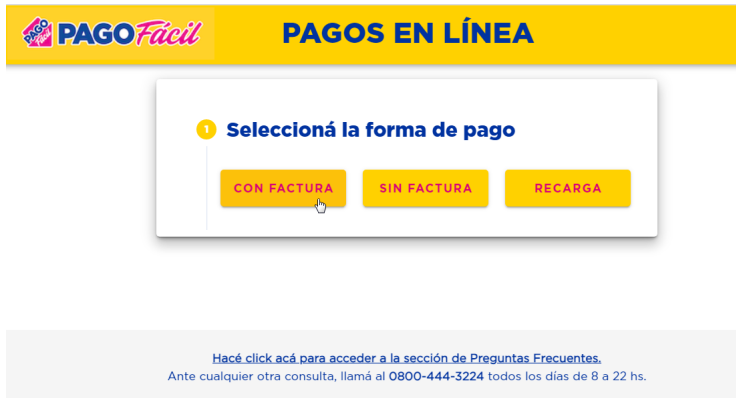 PAGO Fácil PAGO Fácil PAGOS EN LÍNEA
1 Seleccioná la forma de pago
CON FACTURA SIN FACTURA RECARGA
Hacé click acá para acceder a la sección de Preguntas Frecuentes.
Ante cualquier otra consulta, llamá al 0800-444-3224 todos los días de 8 a 22 hs.